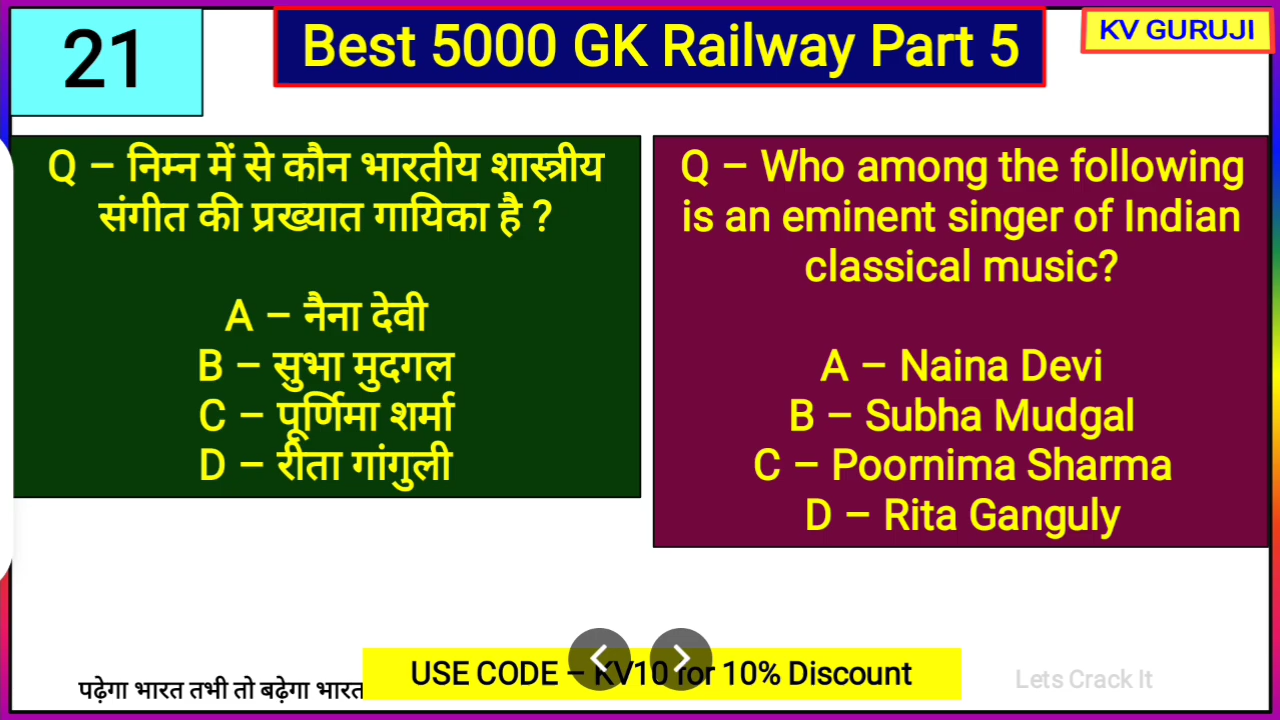 21
Best 5000 GK Railway Part 5
KV GURUJI
Q – निम्न में से कौन भारतीय शास्त्रीय
संगीत की प्रख्यात गायिका है ?
A – नैना देवी
B – सुभा मुदगल
C – पूर्णिमा शर्मा
D – रीता गांगुली
Q – Who among the following
is an eminent singer of Indian
classical music?
A – Naina Devi
B – Subha Mudgal
C – Poornima Sharma
D – Rita Ganguly
पढ़ेगा भारत तभी तो बढ़ेगा भारत
USE CODE – KV10 for 10% Discount
Lets Crack It